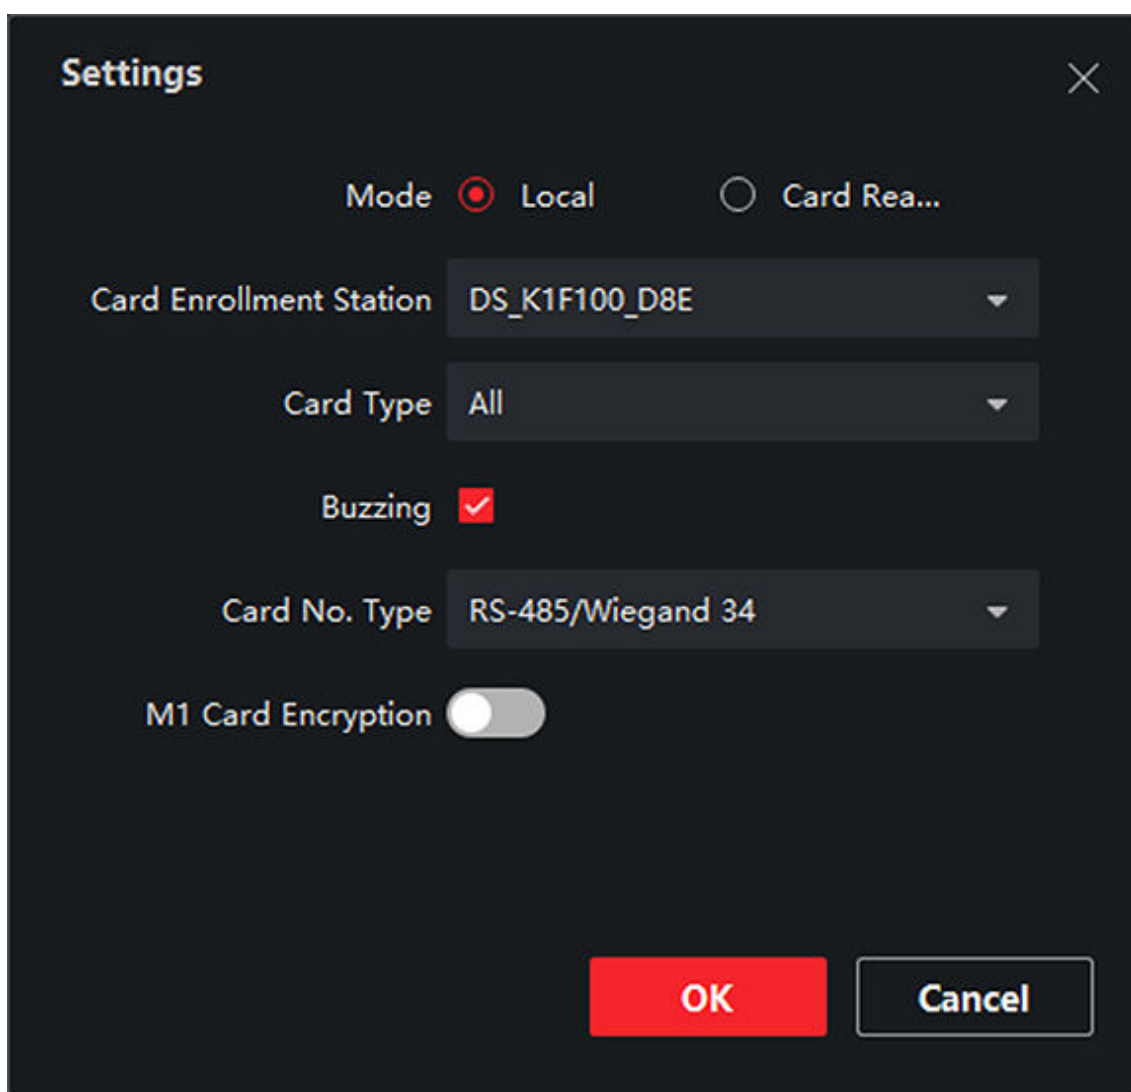 Settings
Mode Local Card Rea...
Card Enrollment Station DS_K1F100_D8E
Card Type All
Buzzing
Card No. Type RS-485/Wiegand 34
M1 Card Encryption
OK Cancel